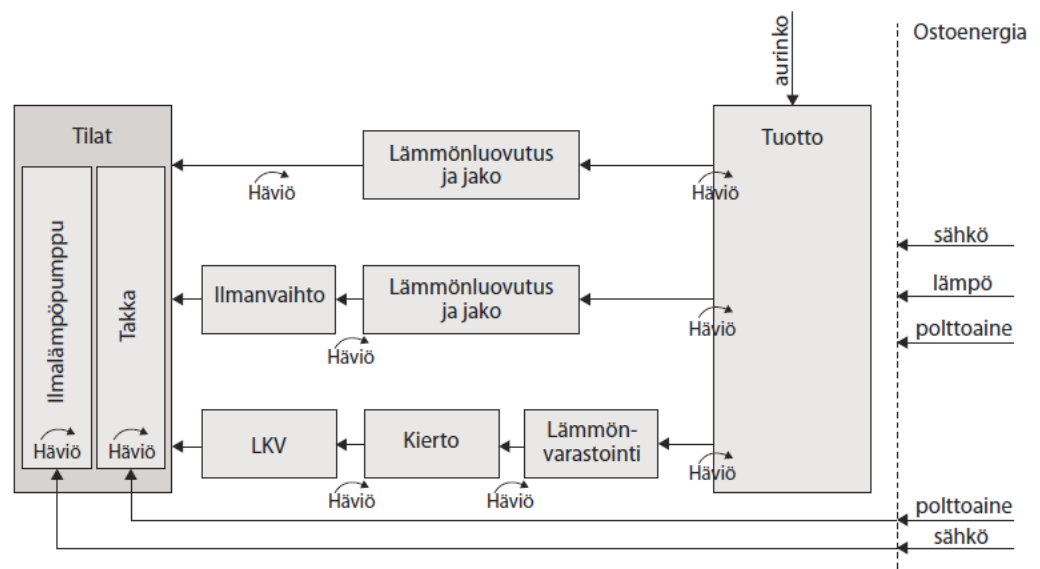 aurinko
Ostoenergia
Tilat
Tuotto
Lämmönluovutus
ja jako
Häviö
Häviö
Ilmalämpöpumppu
Takka
sähkö
Ilmanvaihto
Lämmönluovutus
ja jako
lämpö
Häviö
Häviö
polttoaine
LKV
Kierto
Lämmön-
varastointi
Häviö
Häviö
Häviö
Häviö
Häviö
polttoaine
sähkö